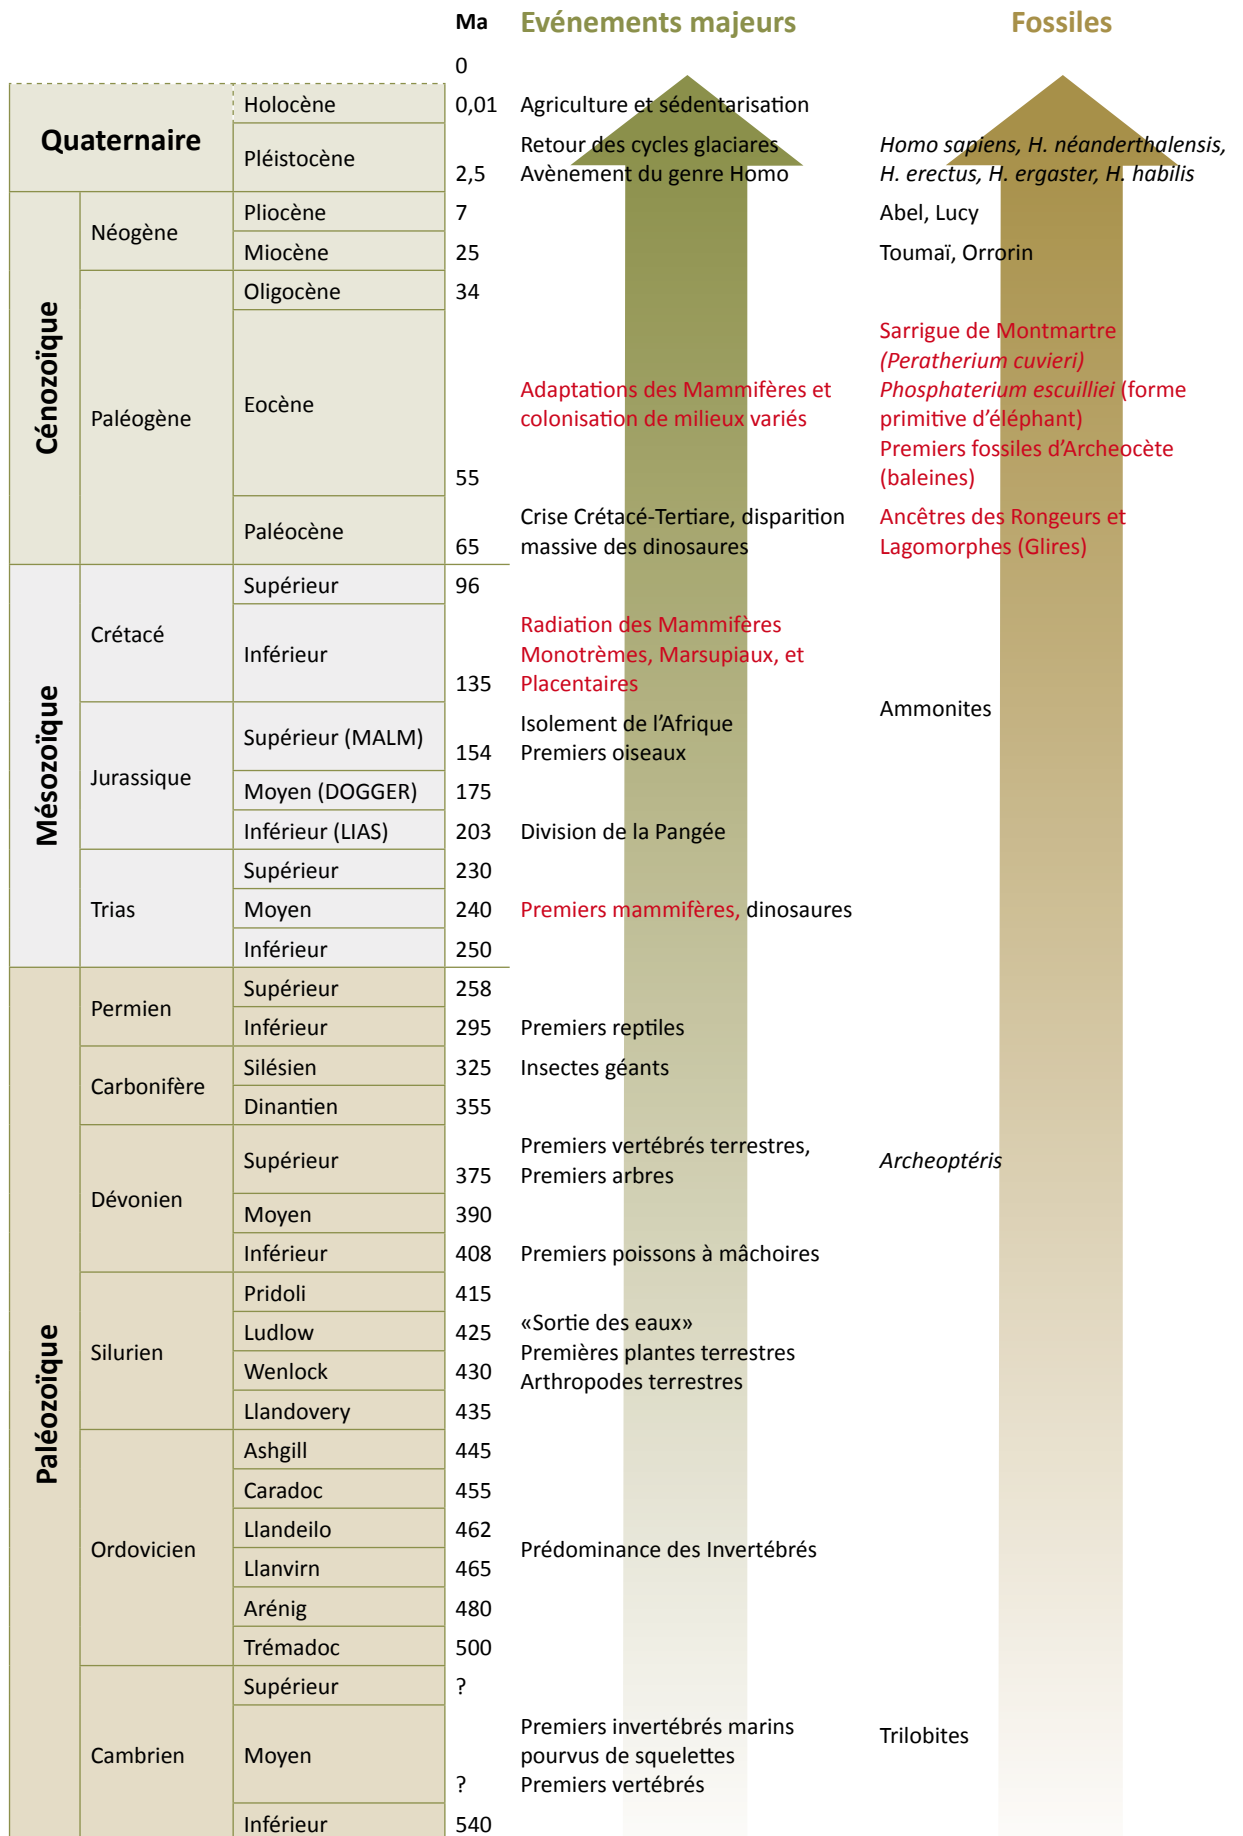 Ma Evénements majeurs Fossiles
0
Quaternaire
Holocène 0,01 Agriculture et sédentarisation
Pléistocène
2,5
Retour des cycles glaciares
Avènement du genre Homo
Homo sapiens, H. néanderthalensis,
H. erectus, H. ergaster, H. habilis
Cénozoïque
Néogène
Pliocène 7 Abel, Lucy
Miocène 25 Toumaï, Orrorin
Paléogène
Oligocène 34
Eocène
55
Adaptations des Mammifères et
colonisation de milieux variés
Sarrigue de Montmartre
(Peratherium cuvieri)
Phosphaterium escuilliei (forme
primitive d'éléphant)
Premiers fossiles d'Archeocète
(baleines)
Paléocène
65
Crise Crétacé-Tertiare, disparition
massive des dinosaures
Ancêtres des Rongeurs et
Lagomorphes (Glires)
Mésozoïque
Crétacé
Supérieur 96
Inférieur
135
Radiation des Mammifères
Monotrèmes, Marsupiaux, et
Placentaires
Ammonites
Jurassique
Supérieur (MALM)
154
Isolement de l'Afrique
Premiers oiseaux
Moyen (DOGGER) 175
Inférieur (LIAS) 203 Division de la Pangée
Trias
Supérieur 230
Moyen 240 Premiers mammifères, dinosaures
Inférieur 250
Paléozoïque
Permien
Supérieur 258
Inférieur 295 Premiers reptiles
Carbonifère
Silésien 325 Insectes géants
Dinantien 355
Dévonien
Supérieur
375
Premiers vertébrés terrestres,
Premiers arbres
Archeoptéris
Moyen 390
Inférieur 408 Premiers poissons à mâchoires
Silurien
Pridoli 415
Ludlow 425
Wenlock 430
Llandovery 435
«Sortie des eaux»
Premières plantes terrestres
Arthropodes terrestres
Ordovicien
Ashgill 445
Caradoc 455
Llandeilo 462
Llanvirn 465
Arénig 480
Trémadoc 500
Prédominance des Invertébrés
Cambrien
Supérieur ?
Moyen
?
Premiers invertébrés marins
pourvus de squelettes
Premiers vertébrés
Trilobites
Inférieur 540